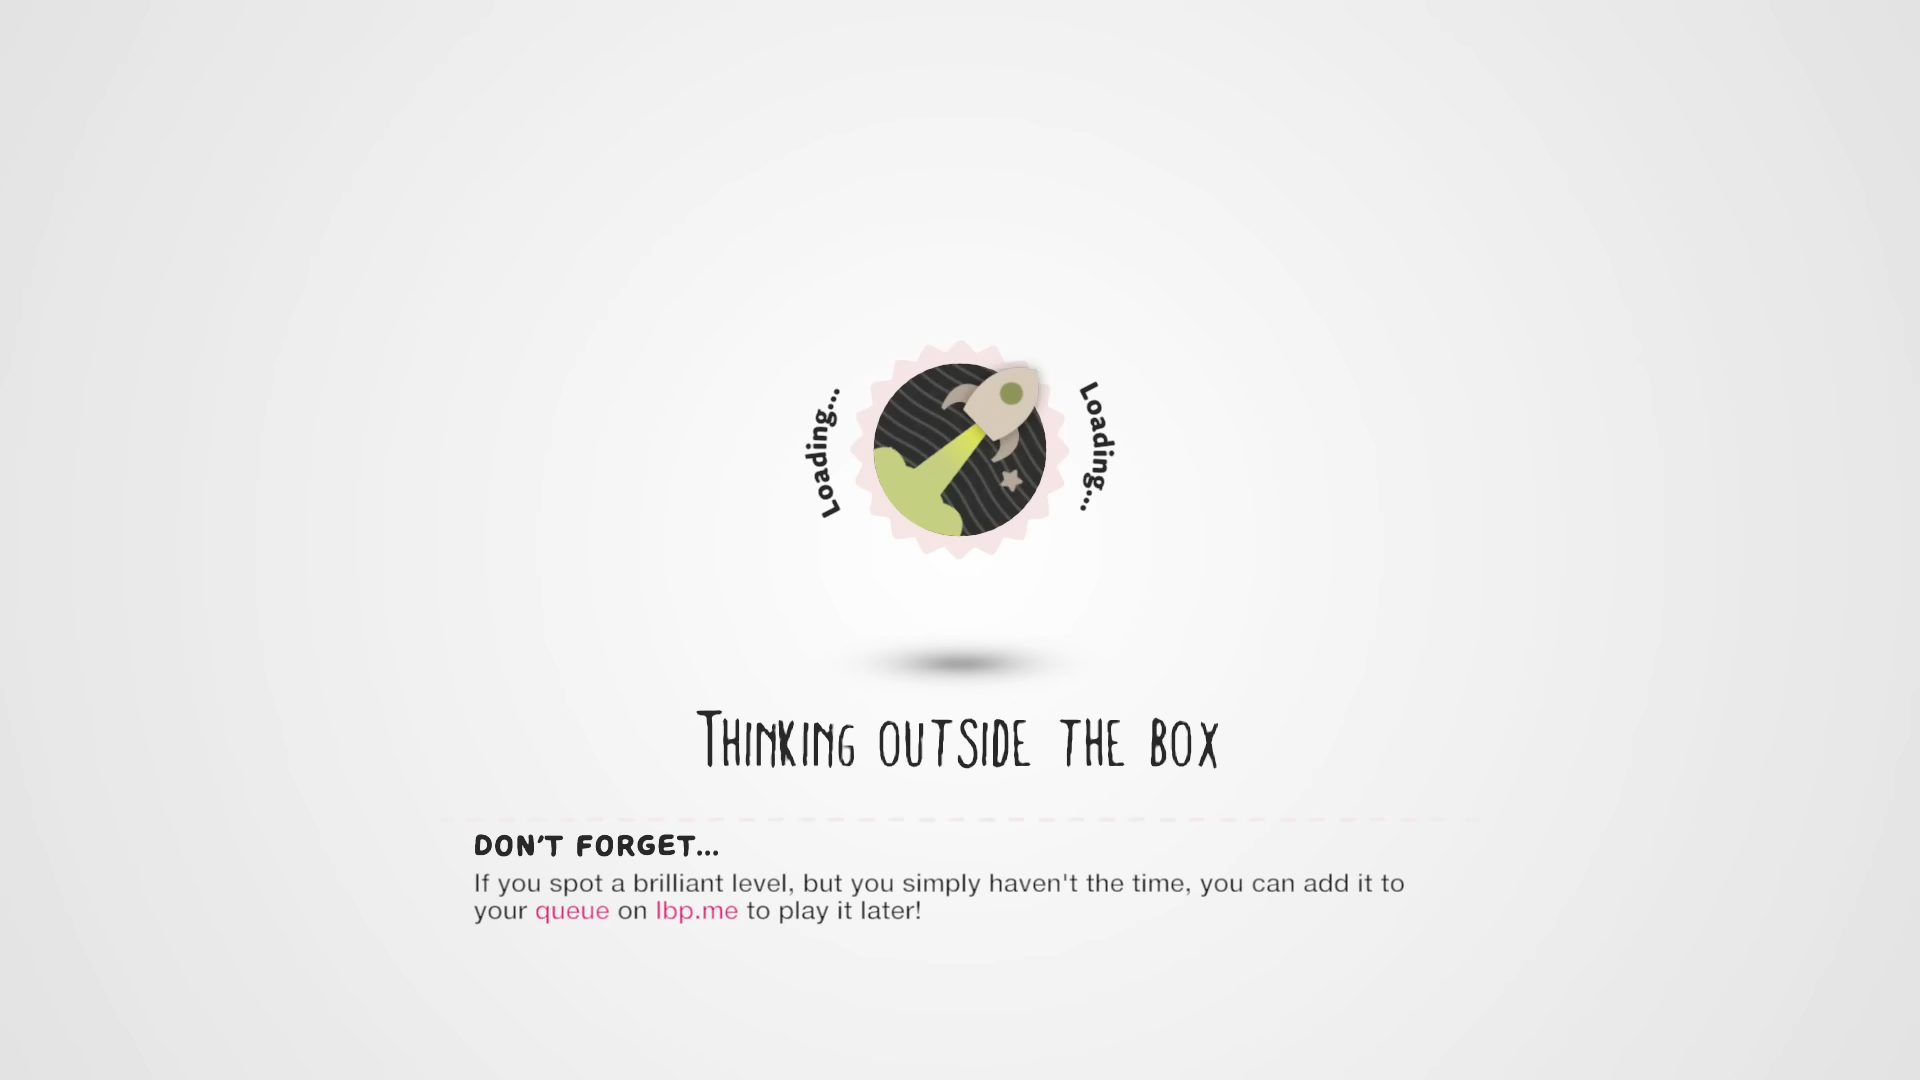 Loading...
Loading...
THINKING OUTSIDE THE BOX
DON'T FORGET...
If you spot a brilliant level, but you simply haven't the time, you can add it to
your queue on lbp.me to play it later!